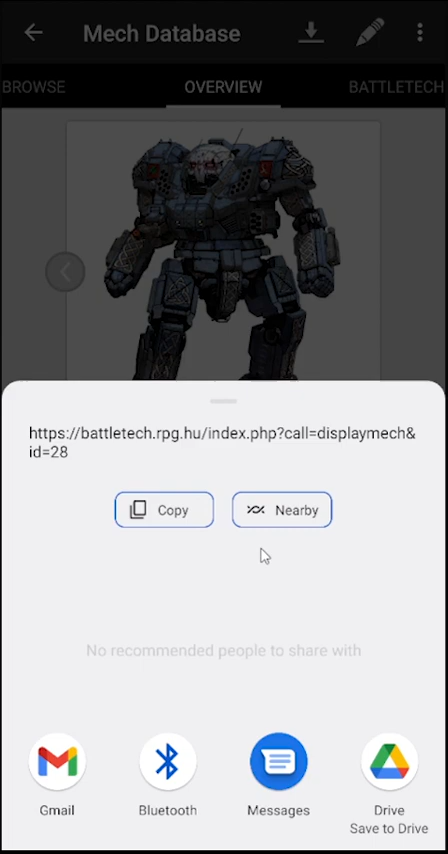 Mech Database
BROWSE
OVERVIEW
BATTLETECH
https://battletech.rpg.hu/index.php?call=displaymech&
id=28
Copy
Nearby
No recommended people to share with
Gmail
Bluetooth
Messages
Drive
Save to Drive